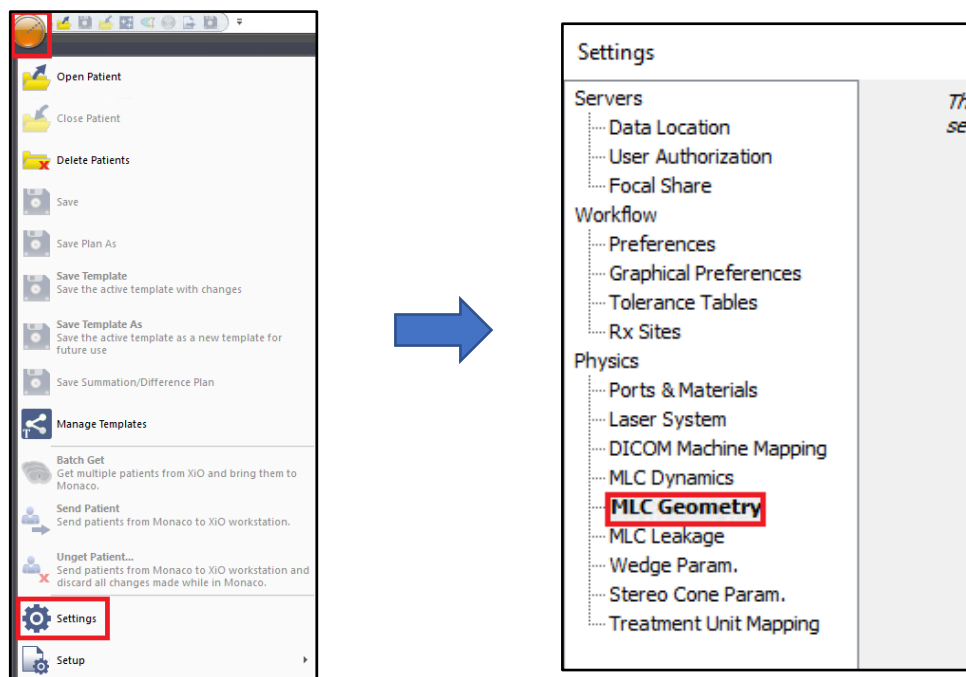 Open Patient
Close Patient
Delete Patients
Save
Save Plan As
Save Template
Save the active template with changes
Save Template As
Save the active template as a new template for
future use
Save Summation/Difference Plan
T
Manage Templates
Batch Get
Get multiple patients from XiO and bring them to
Monaco.
Send Patient
Send patients from Monaco to XiO workstation.
Unget Patient...
Send patients from Monaco to XiO workstation and
discard all changes made while in Monaco.
Settings
Setup
Settings
Servers
Data Location
User Authorization
Focal Share
Workflow
Preferences
Graphical Preferences
Tolerance Tables
Rx Sites
Physics
Ports & Materials
Laser System
DICOM Machine Mapping
MLC Dynamics
MLC Geometry
MLC Leakage
Wedge Param.
Stereo Cone Param.
Treatment Unit Mapping